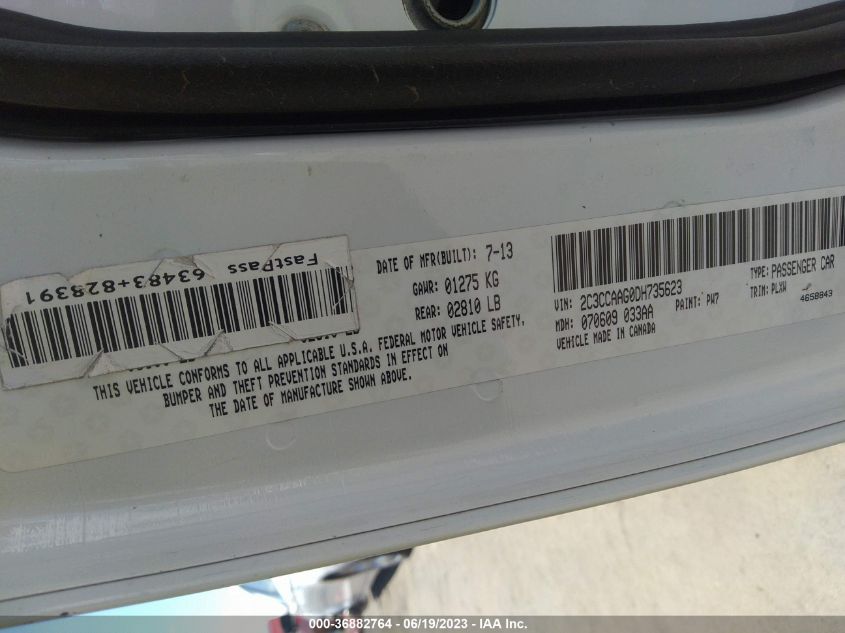 FastPass 63483+828391
DATE OF MFR(BUILT): 7-13
GAWR: 01275 KG
REAR: 02810 LB
THIS VEHICLE CONFORMS TO ALL APPLICABLE U.S.A. FEDERAL MOTOR VEHICLE SAFETY,
BUMPER AND THEFT PREVENTION STANDARDS IN EFFECT ON
THE DATE OF MANUFACTURE SHOWN ABOVE.
VIN: 2C3CCAAG0DH735623
TYPE: PASSENGER CAR
MDH: 070609 033AA
PAINT: PW7
TRIM: PLXW
VEHICLE MADE IN CANADA
4658843
000-36882764 - 06/19/2023 - IAA Inc.